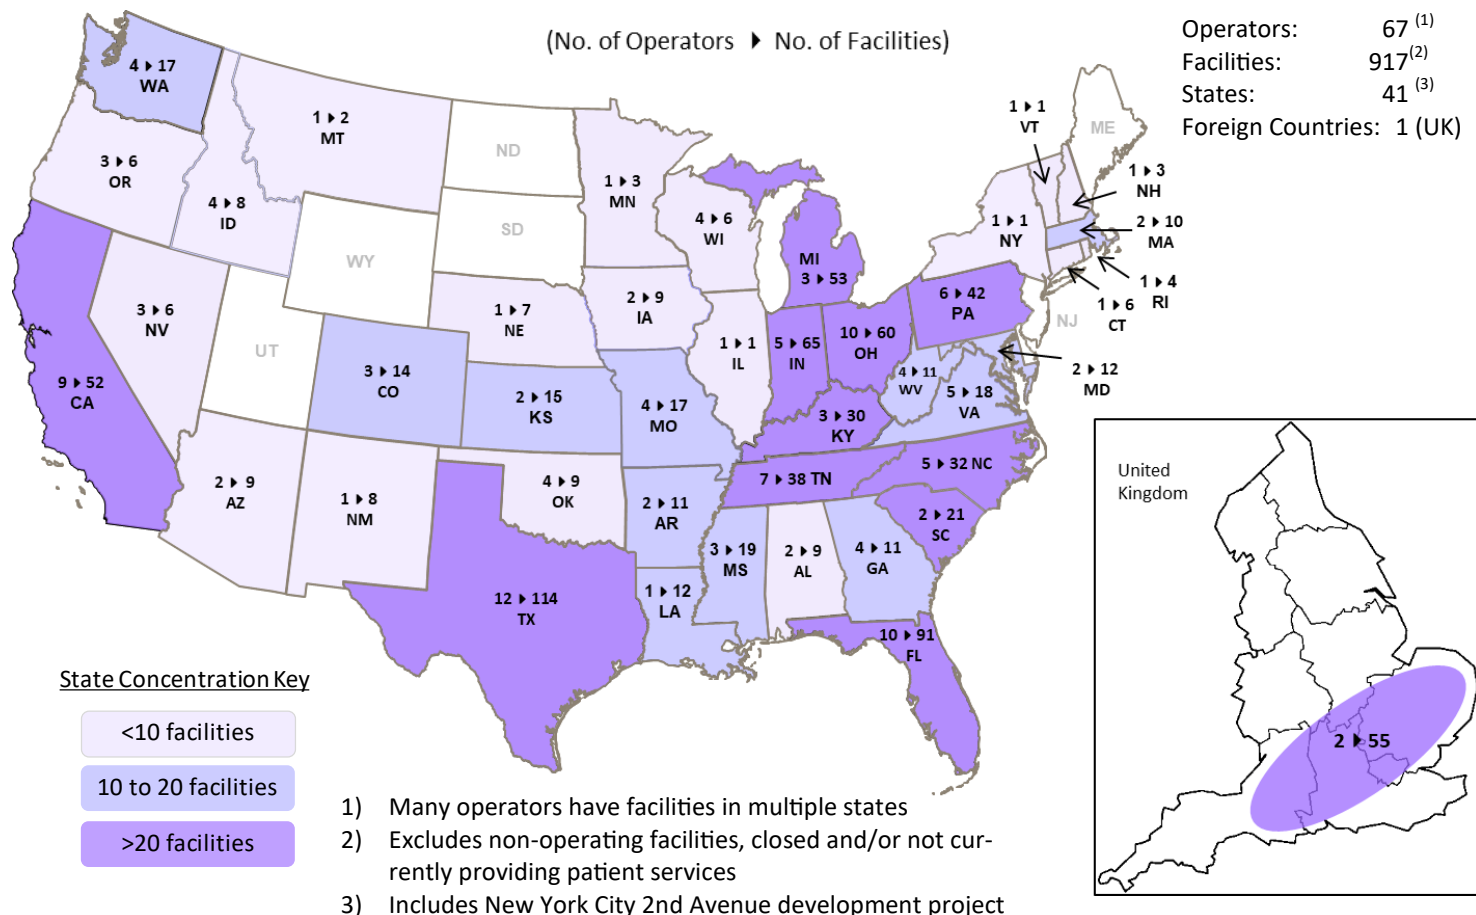 (No. of Operators ▶ No. of Facilities)
Operators: 67 (1)
Facilities: 917(2)
States: 41 (3)
Foreign Countries: 1 (UK)
4 ▶ 17
WA
1 ▶ 2
MT
ND
ME
1 ▶ 1
VT
3 ▶ 6
OR
4 ▶ 8
ID
1 ▶ 3
MN
1 ▶ 3
NH
4 ▶ 6
WI
SD
1 ▶ 1
NY
2 ▶ 10
MA
WY
MI
3 ▶ 53
1 ▶ 4
RI
3 ▶ 6
NV
1 ▶ 7
NE
2 ▶ 9
IA
6 ▶ 42
PA
1 ▶ 6
CT
NJ
UT
1 ▶ 1
IL
5 ▶ 65
IN
10 ▶ 60
OH
9 ▶ 52
CA
3 ▶ 14
CO
2 ▶ 15
KS
4 ▶ 17
MO
4 ▶ 11
WV
5 ▶ 18
VA
2 ▶ 12
MD
3 ▶ 30
KY
2 ▶ 9
AZ
1 ▶ 8
NM
4 ▶ 9
OK
7 ▶ 38 TN
5 ▶ 32 NC
2 ▶ 11
AR
2 ▶ 21
SC
3 ▶ 19
MS
2 ▶ 9
AL
4 ▶ 11
GA
12 ▶ 114
TX
1 ▶ 12
LA
10 ▶ 91
FL
United
Kingdom
2 ▶ 55
State Concentration Key
<10 facilities
10 to 20 facilities
>20 facilities
1) Many operators have facilities in multiple states
2) Excludes non-operating facilities, closed and/or not cur-
rently providing patient services
3) Includes New York City 2nd Avenue development project